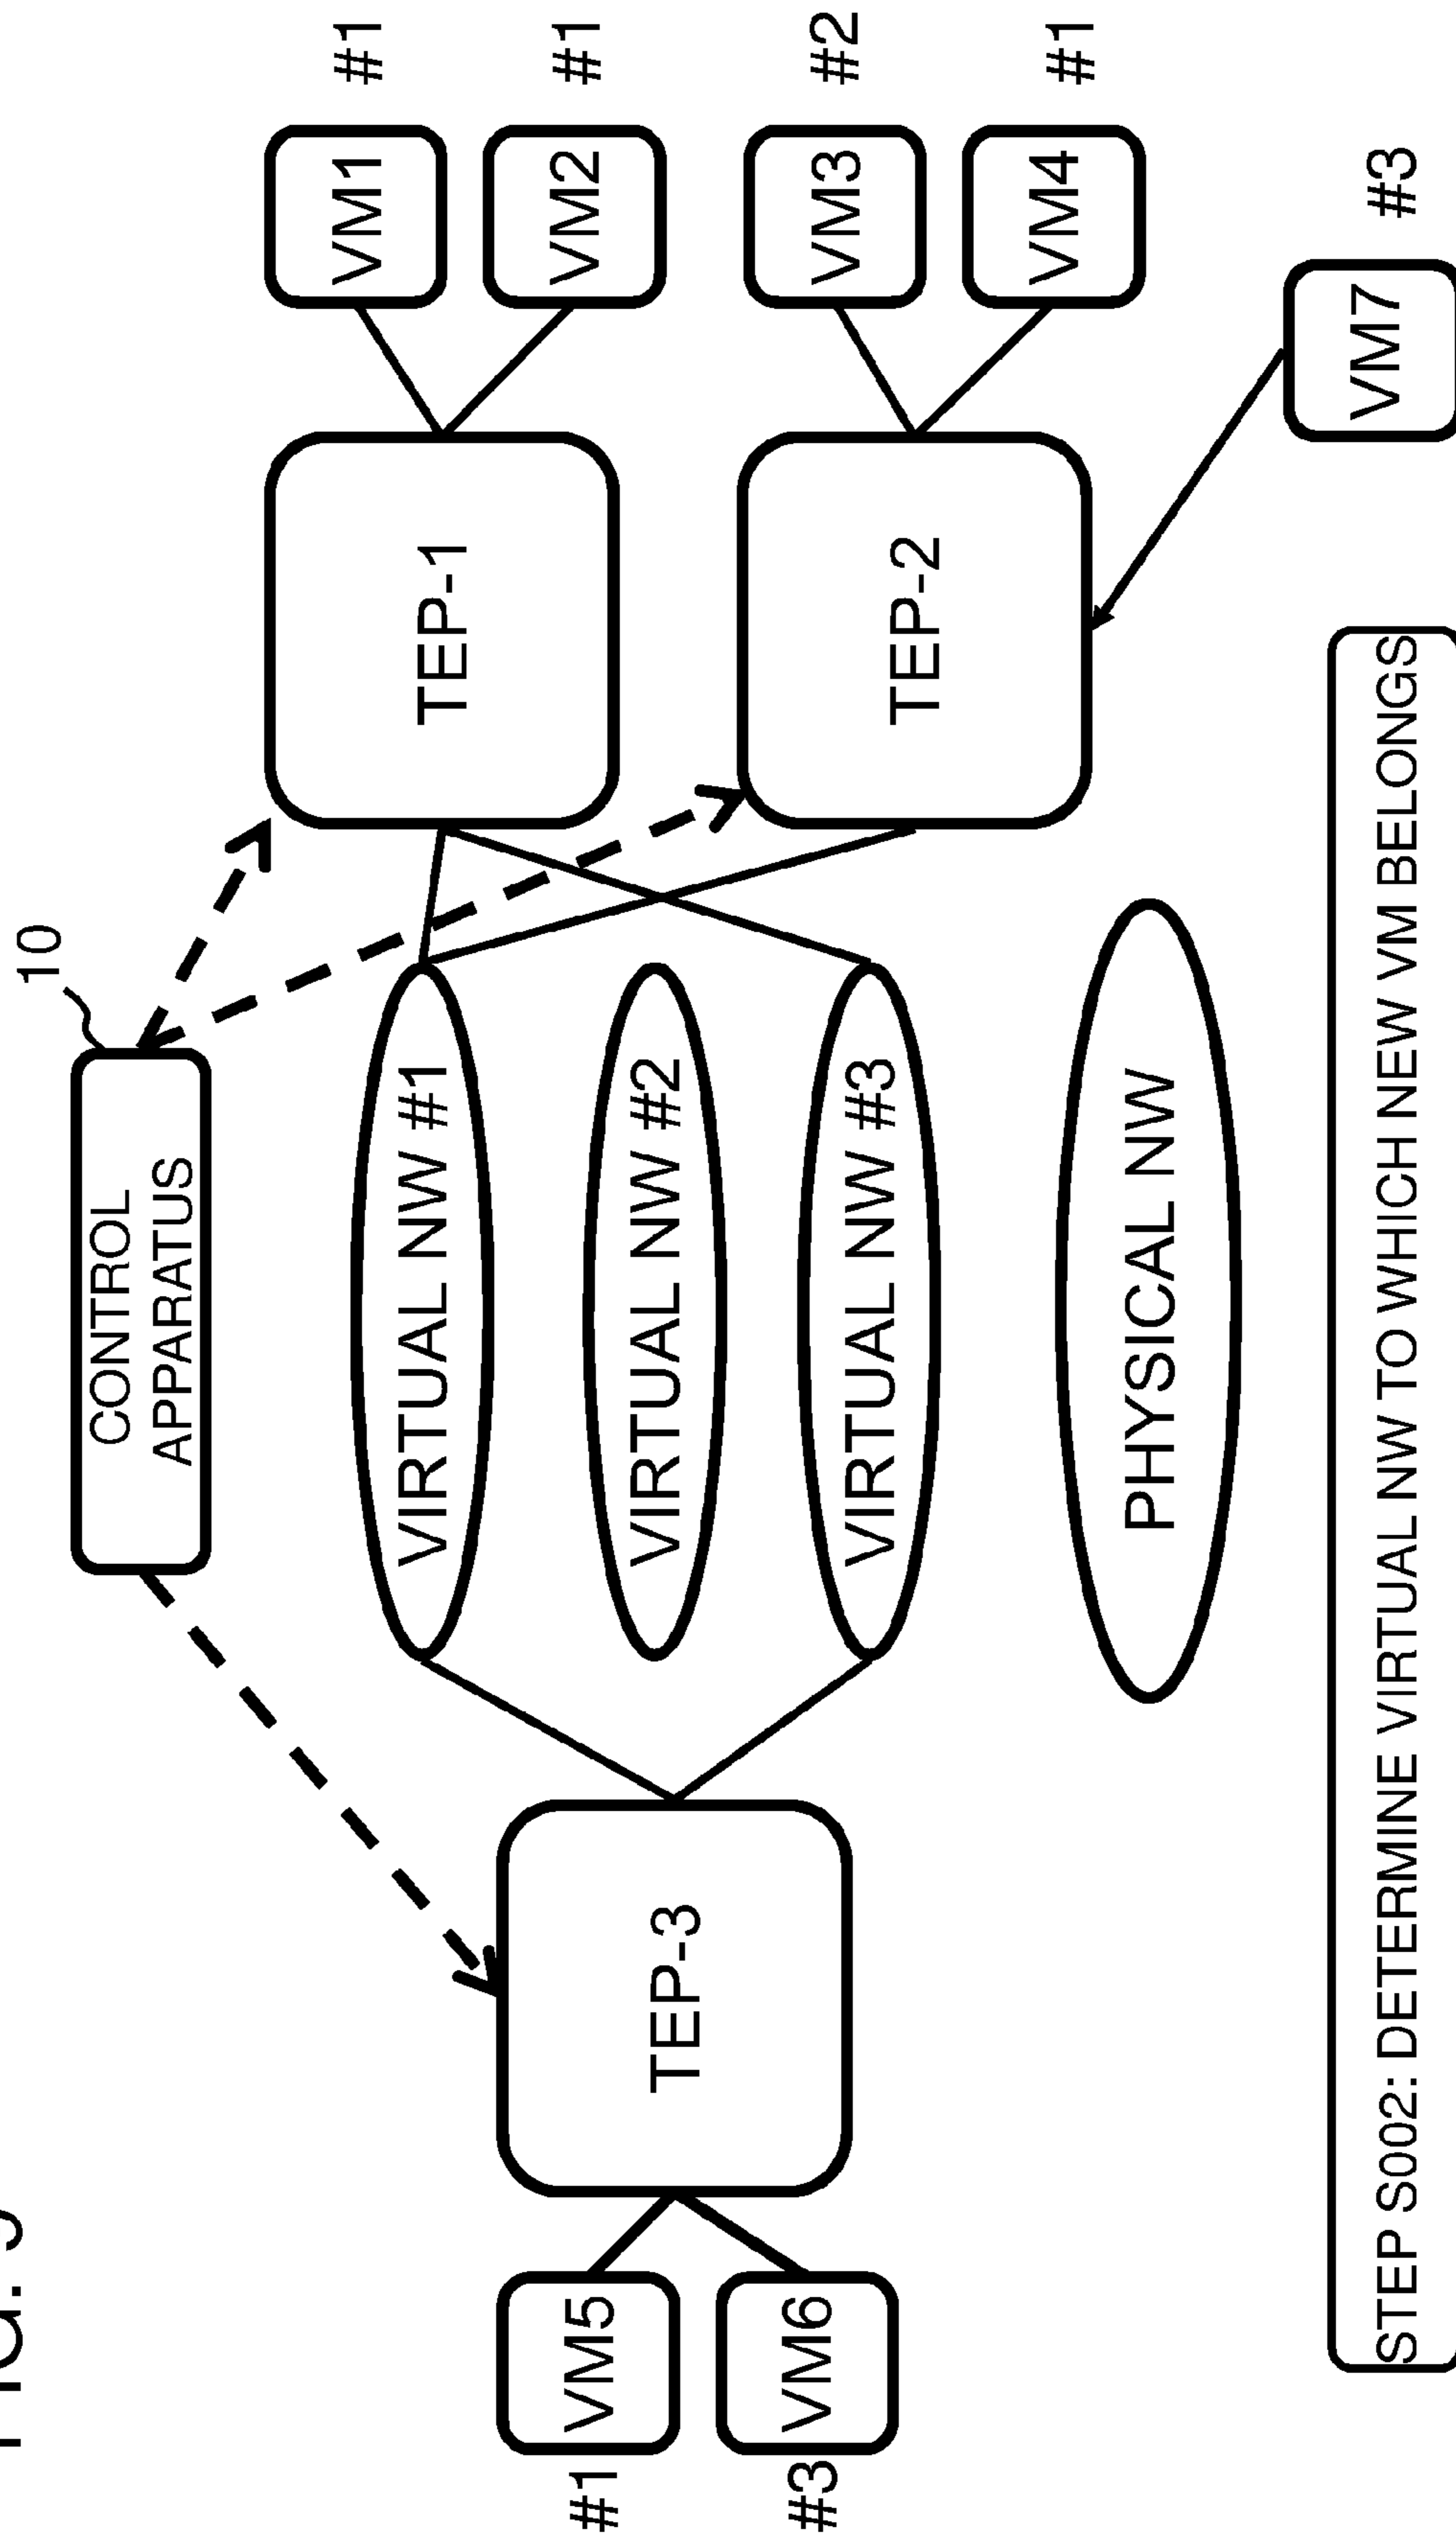 10
CONTROL
APPARATUS
VIRTUAL NW #1
VIRTUAL NW #2
VIRTUAL NW #3
PHYSICAL NW
TEP-1
TEP-2
TEP-3
VM1
#1
VM2
#1
VM3
#2
VM4
#1
VM5
#1
VM6
#3
VM7
#3
STEP S002: DETERMINE VIRTUAL NW TO WHICH NEW VM BELONGS